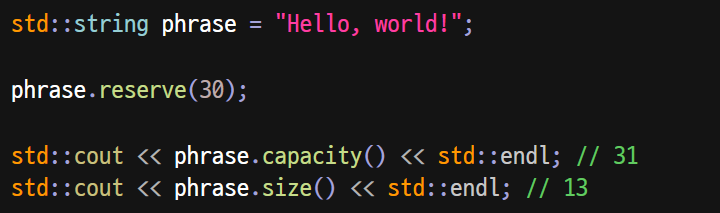 std::string phrase = "Hello, world!";
phrase.reserve(30);
std::cout << phrase.capacity() << std::endl; // 31
std::cout << phrase.size() << std::endl; // 13